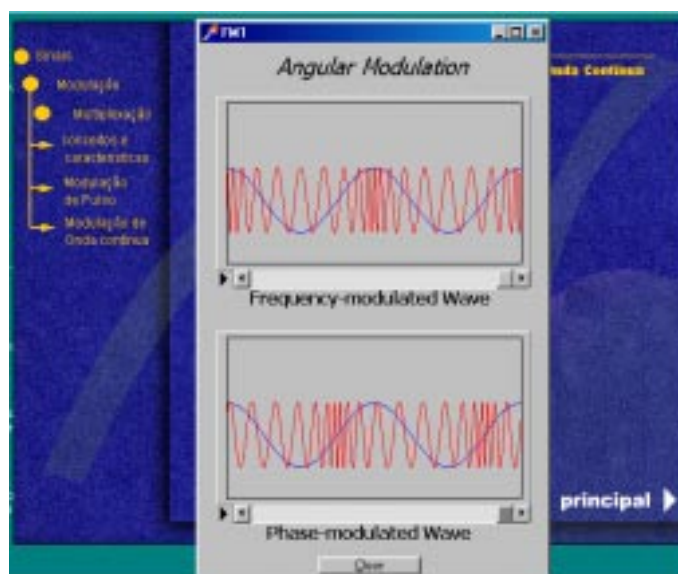 FM1
Angular Modulation
Sinais
Modulação
Multiplexação
conceitos e
características
Modulação
de Pulso
Modulação de
Onda contínua
Onda Contínua
Frequency-modulated Wave
Phase-modulated Wave
principal